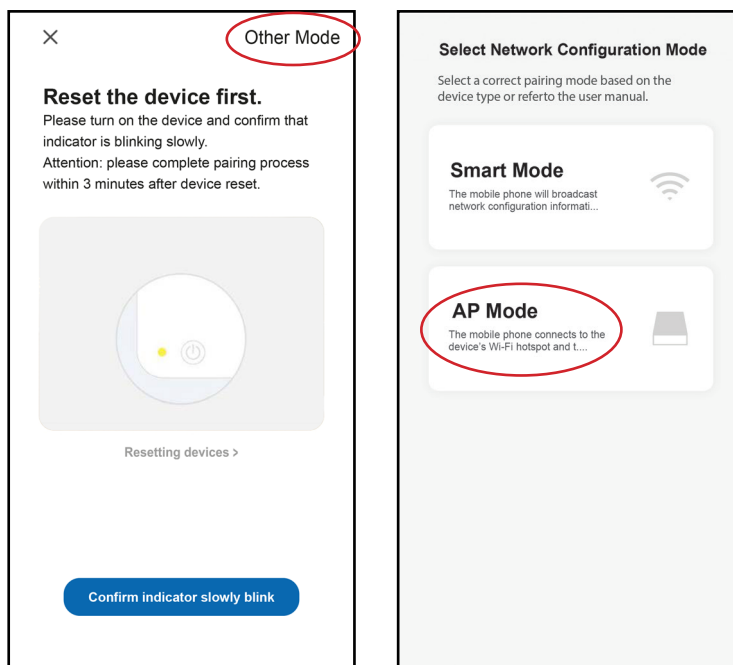 Other Mode
Reset the device first.
Please turn on the device and confirm that
indicator is blinking slowly.
Attention: please complete pairing process
within 3 minutes after device reset.
Resetting devices >
Confirm indicator slowly blink
Select Network Configuration Mode
Select a correct pairing mode based on the
device type or referto the user manual.
Smart Mode
The mobile phone will broadcast
network configuration informati...
AP Mode
The mobile phone connects to the
device's Wi-Fi hotspot and t....